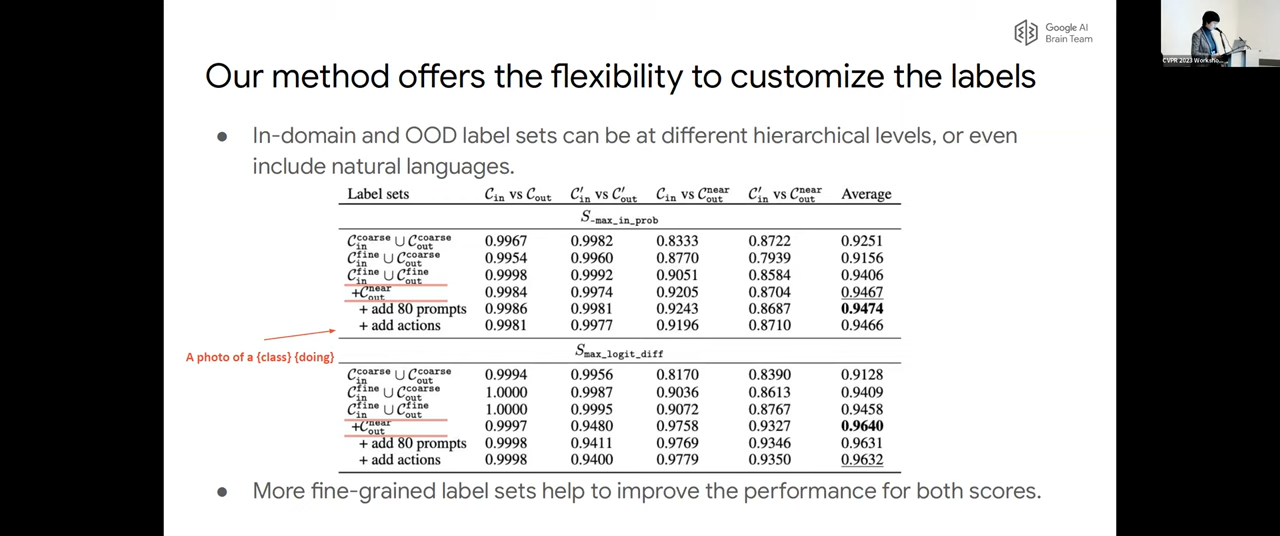 Google AI
Brain Team
CVPR 2023 Worksho...
Our method offers the flexibility to customize the labels
● In-domain and OOD label sets can be at different hierarchical levels, or even
include natural languages.
Label sets C_in vs C_out C′_in vs C′_out C_in vs C_out^near C′_in vs C_out^near Average
S_-max_in_prob
C_in^coarse ∪ C_out^coarse 0.9967 0.9982 0.8333 0.8722 0.9251
C_in^fine ∪ C_out^coarse 0.9954 0.9960 0.8770 0.7939 0.9156
C_in^fine ∪ C_out^fine 0.9998 0.9992 0.9051 0.8584 0.9406
+C_out^near 0.9984 0.9974 0.9205 0.8704 0.9467
+ add 80 prompts 0.9986 0.9981 0.9243 0.8687 0.9474
+ add actions 0.9981 0.9977 0.9196 0.8710 0.9466
A photo of a {class} {doing}
S_max_logit_diff
C_in^coarse ∪ C_out^coarse 0.9994 0.9956 0.8170 0.8390 0.9128
C_in^fine ∪ C_out^coarse 1.0000 0.9987 0.9036 0.8613 0.9409
C_in^fine ∪ C_out^fine 1.0000 0.9995 0.9072 0.8767 0.9458
+C_out^near 0.9997 0.9480 0.9758 0.9327 0.9640
+ add 80 prompts 0.9998 0.9411 0.9769 0.9346 0.9631
+ add actions 0.9998 0.9400 0.9779 0.9350 0.9632
● More fine-grained label sets help to improve the performance for both scores.